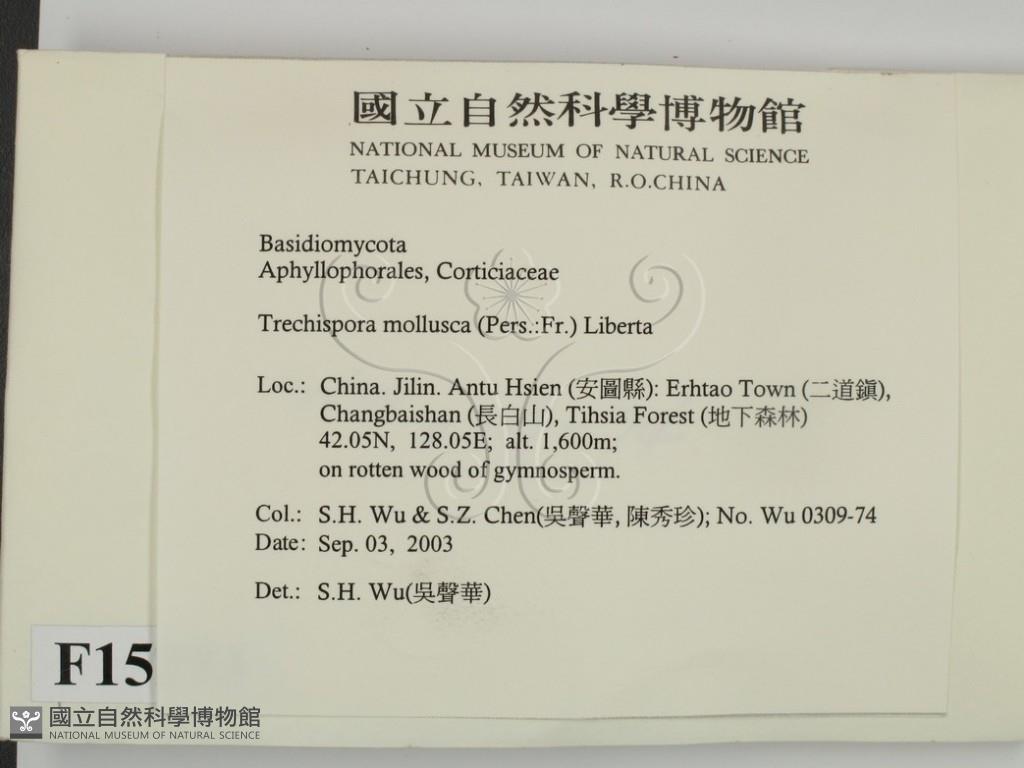 國立自然科學博物館
NATIONAL MUSEUM OF NATURAL SCIENCE
TAICHUNG, TAIWAN, R.O.CHINA
Basidiomycota
Aphyllophorales, Corticiaceae
Trechispora mollusca (Pers.:Fr.) Liberta
Loc.: China. Jilin. Antu Hsien (安圖縣): Erhtao Town (二道鎭),
Changbaishan (長白山), Tihsia Forest (地下森林)
42.05N, 128.05E; alt. 1,600m;
on rotten wood of gymnosperm.
Col.: S.H. Wu & S.Z. Chen(吳聲華, 陳秀珍); No. Wu 0309-74
Date: Sep. 03, 2003
Det.: S.H. Wu(吳聲華)
F15
國立自然科學博物館
NATIONAL MUSEUM OF NATURAL SCIENCE